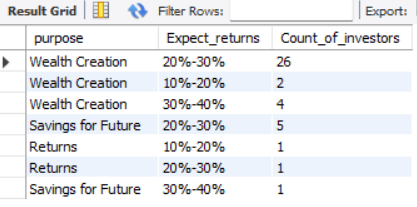 Result Grid Filter Rows: Export:
purpose Expect_returns Count_of_investors
Wealth Creation 20%-30% 26
Wealth Creation 10%-20% 2
Wealth Creation 30%-40% 4
Savings for Future 20%-30% 5
Returns 10%-20% 1
Returns 20%-30% 1
Savings for Future 30%-40% 1